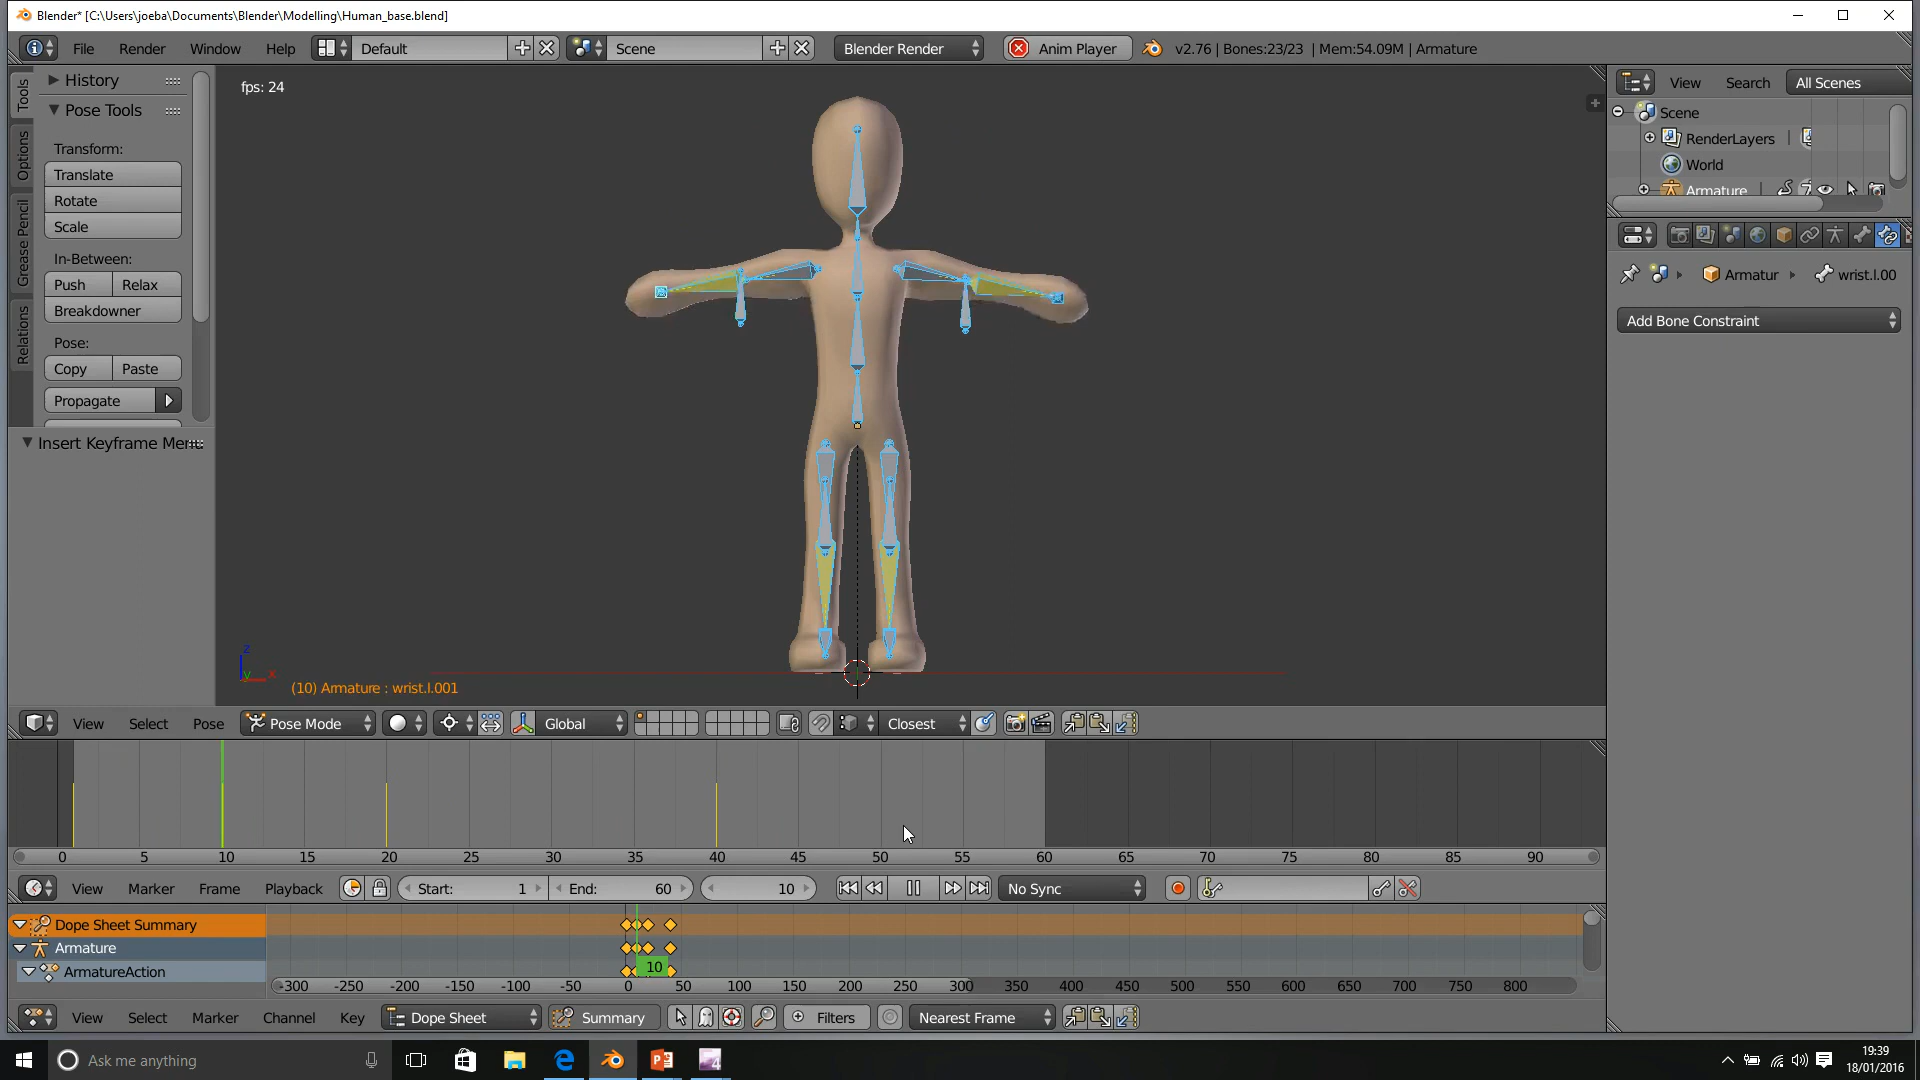 Blender* [C:\Users\joeba\Documents\Blender\Modelling\Human_base.blend]
File Render Window Help Default Scene Blender Render Anim Player v2.76 | Bones:23/23 | Mem:54.09M | Armature
Tools
Options
Grease Pencil
Relations
History
Pose Tools
Transform:
Translate
Rotate
Scale
In-Between:
Push Relax
Breakdowner
Pose:
Copy Paste
Propagate
Insert Keyframe Mer
fps: 24
z
y x
(10) Armature : wrist.l.001
View Search All Scenes
Scene
RenderLayers |
World
Armature |
Armatur wrist.l.00
Add Bone Constraint
View Select Pose Pose Mode Global Closest
0 5 10 15 20 25 30 35 40 45 50 55 60 65 70 75 80 85 90
View Marker Frame Playback Start: 1 End: 60 10 No Sync
Dope Sheet Summary
Armature
ArmatureAction
10
-300 -250 -200 -150 -100 -50 0 50 100 150 200 250 300 350 400 450 500 550 600 650 700 750 800
View Select Marker Channel Key Dope Sheet Summary Filters Nearest Frame
Ask me anything
19:39
18/01/2016